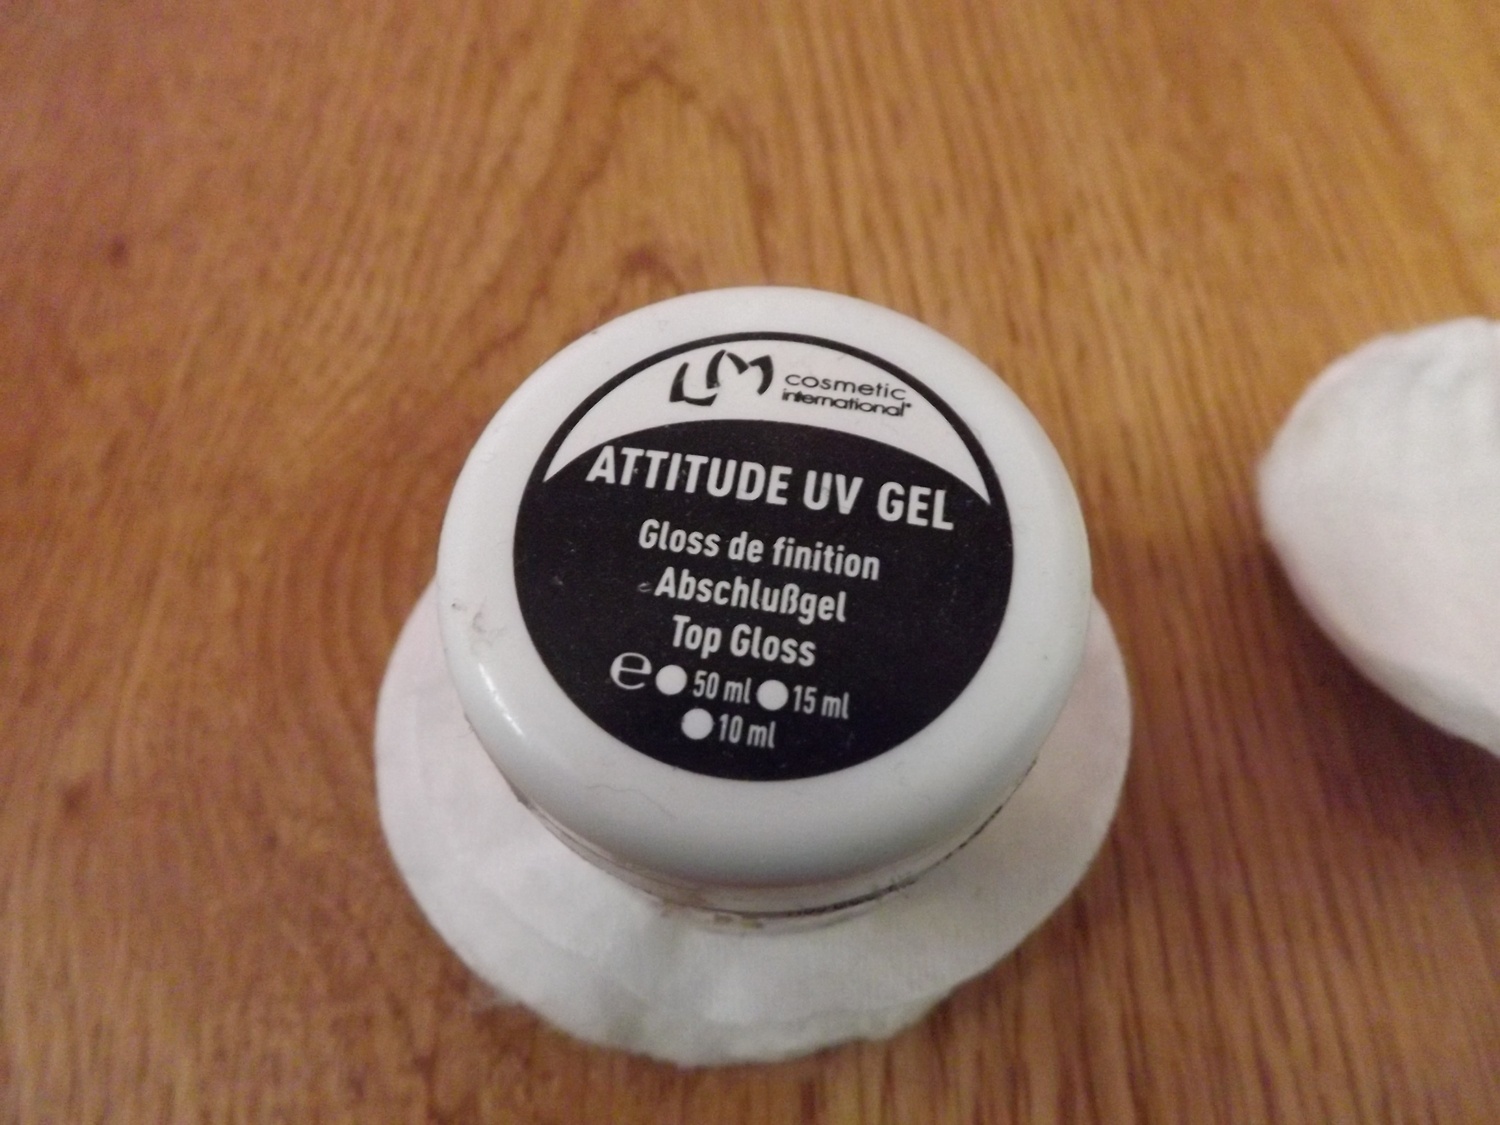 LM cosmetic
international®
ATTITUDE UV GEL
Gloss de finition
Abschlußgel
Top Gloss
e 50 ml 15 ml
10 ml